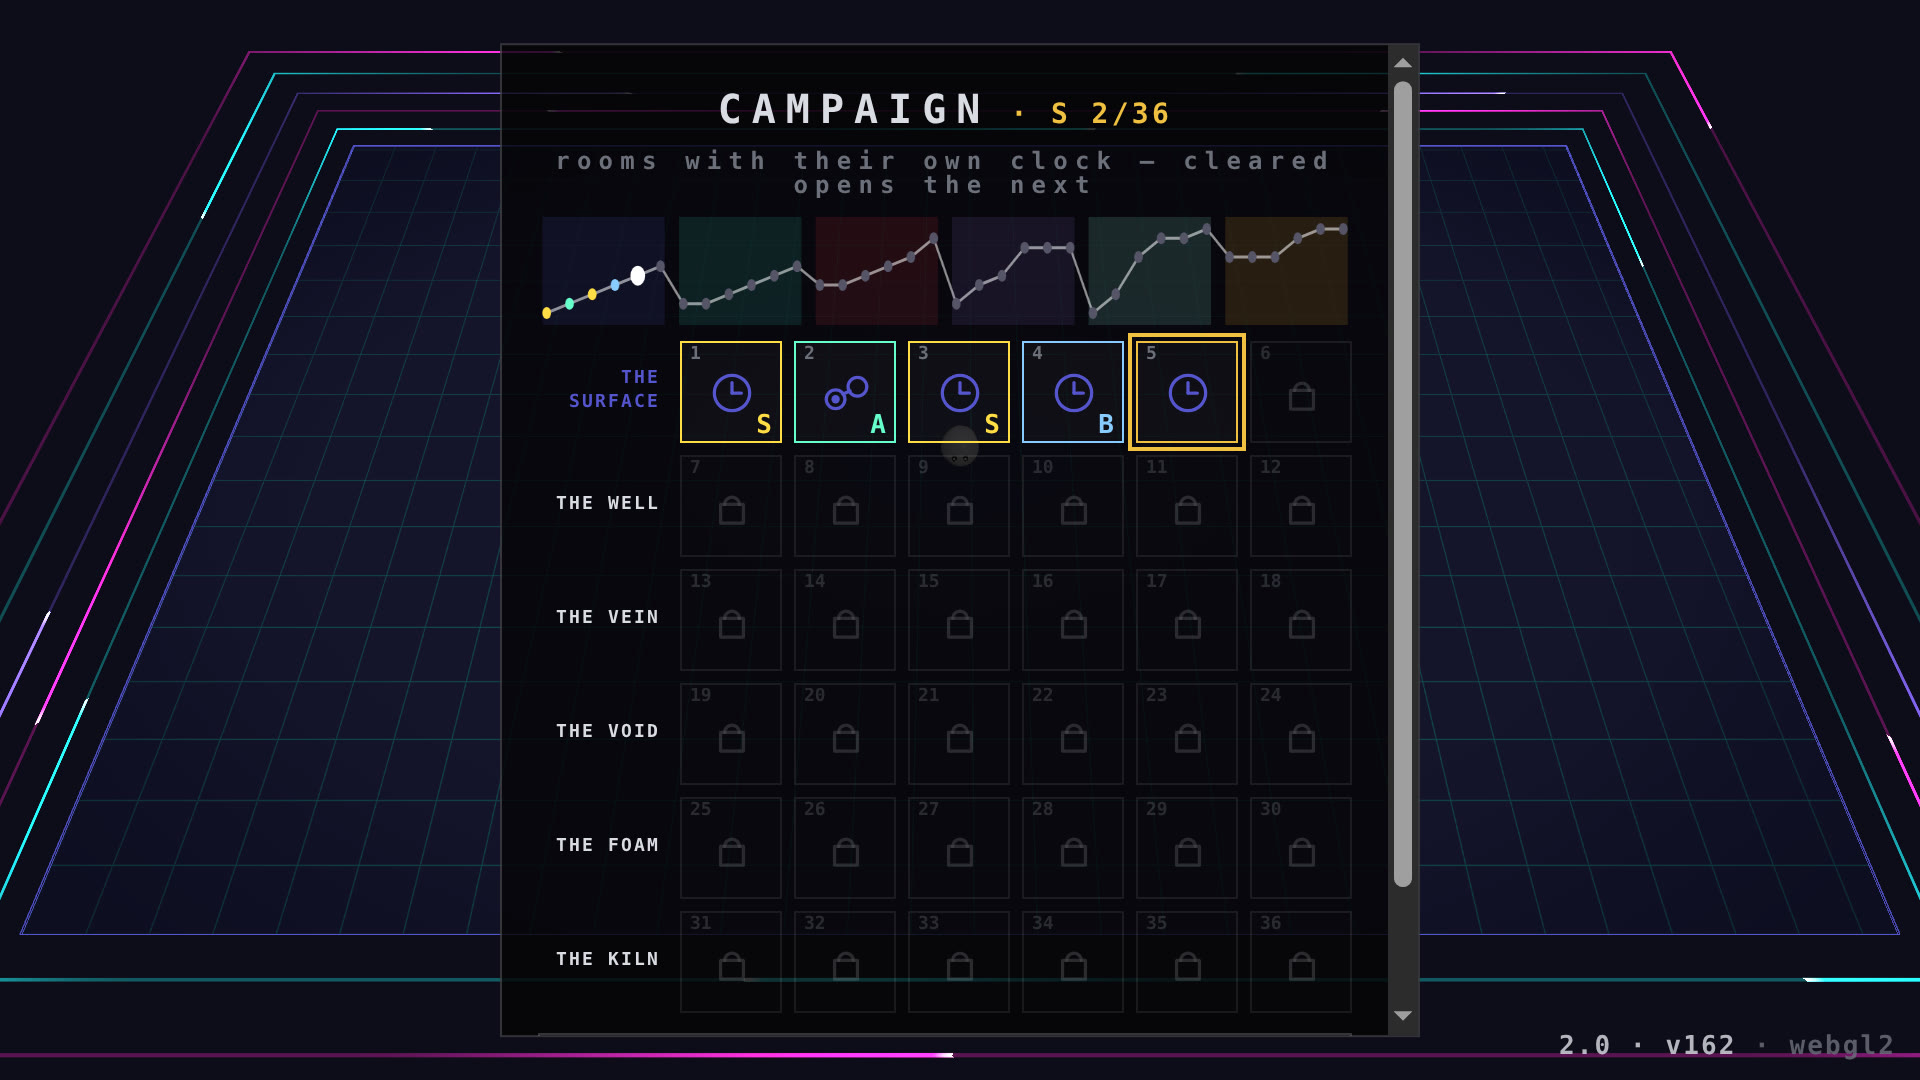 CAMPAIGN · S 2/36
rooms with their own clock — cleared
opens the next
THE SURFACE
1 S
2 A
3 S
4 B
5
6
THE WELL
7 8 9 10 11 12
THE VEIN
13 14 15 16 17 18
THE VOID
19 20 21 22 23 24
THE FOAM
25 26 27 28 29 30
THE KILN
31 32 33 34 35 36
2.0 · v162 · webgl2